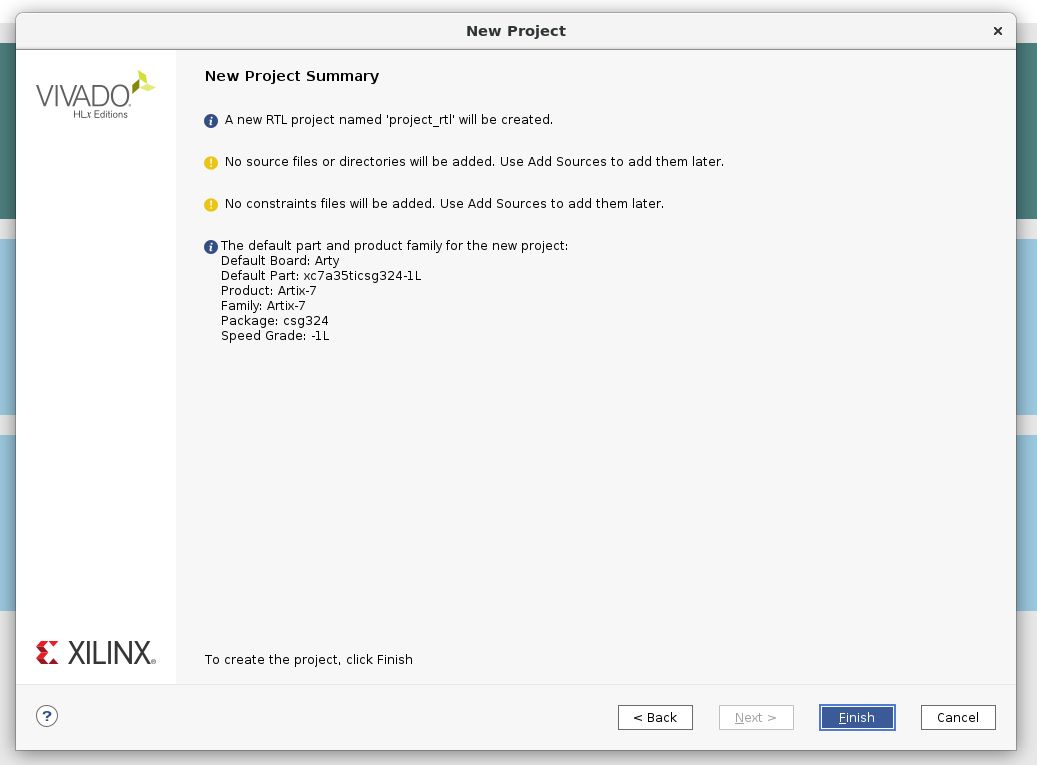 New Project
×
VIVADO
HLx Editions
New Project Summary
A new RTL project named 'project_rtl' will be created.
No source files or directories will be added. Use Add Sources to add them later.
No constraints files will be added. Use Add Sources to add them later.
The default part and product family for the new project:
Default Board: Arty
Default Part: xc7a35ticsg324-1L
Product: Artix-7
Family: Artix-7
Package: csg324
Speed Grade: -1L
XILINX®
To create the project, click Finish
?
< Back
Next >
Finish
Cancel